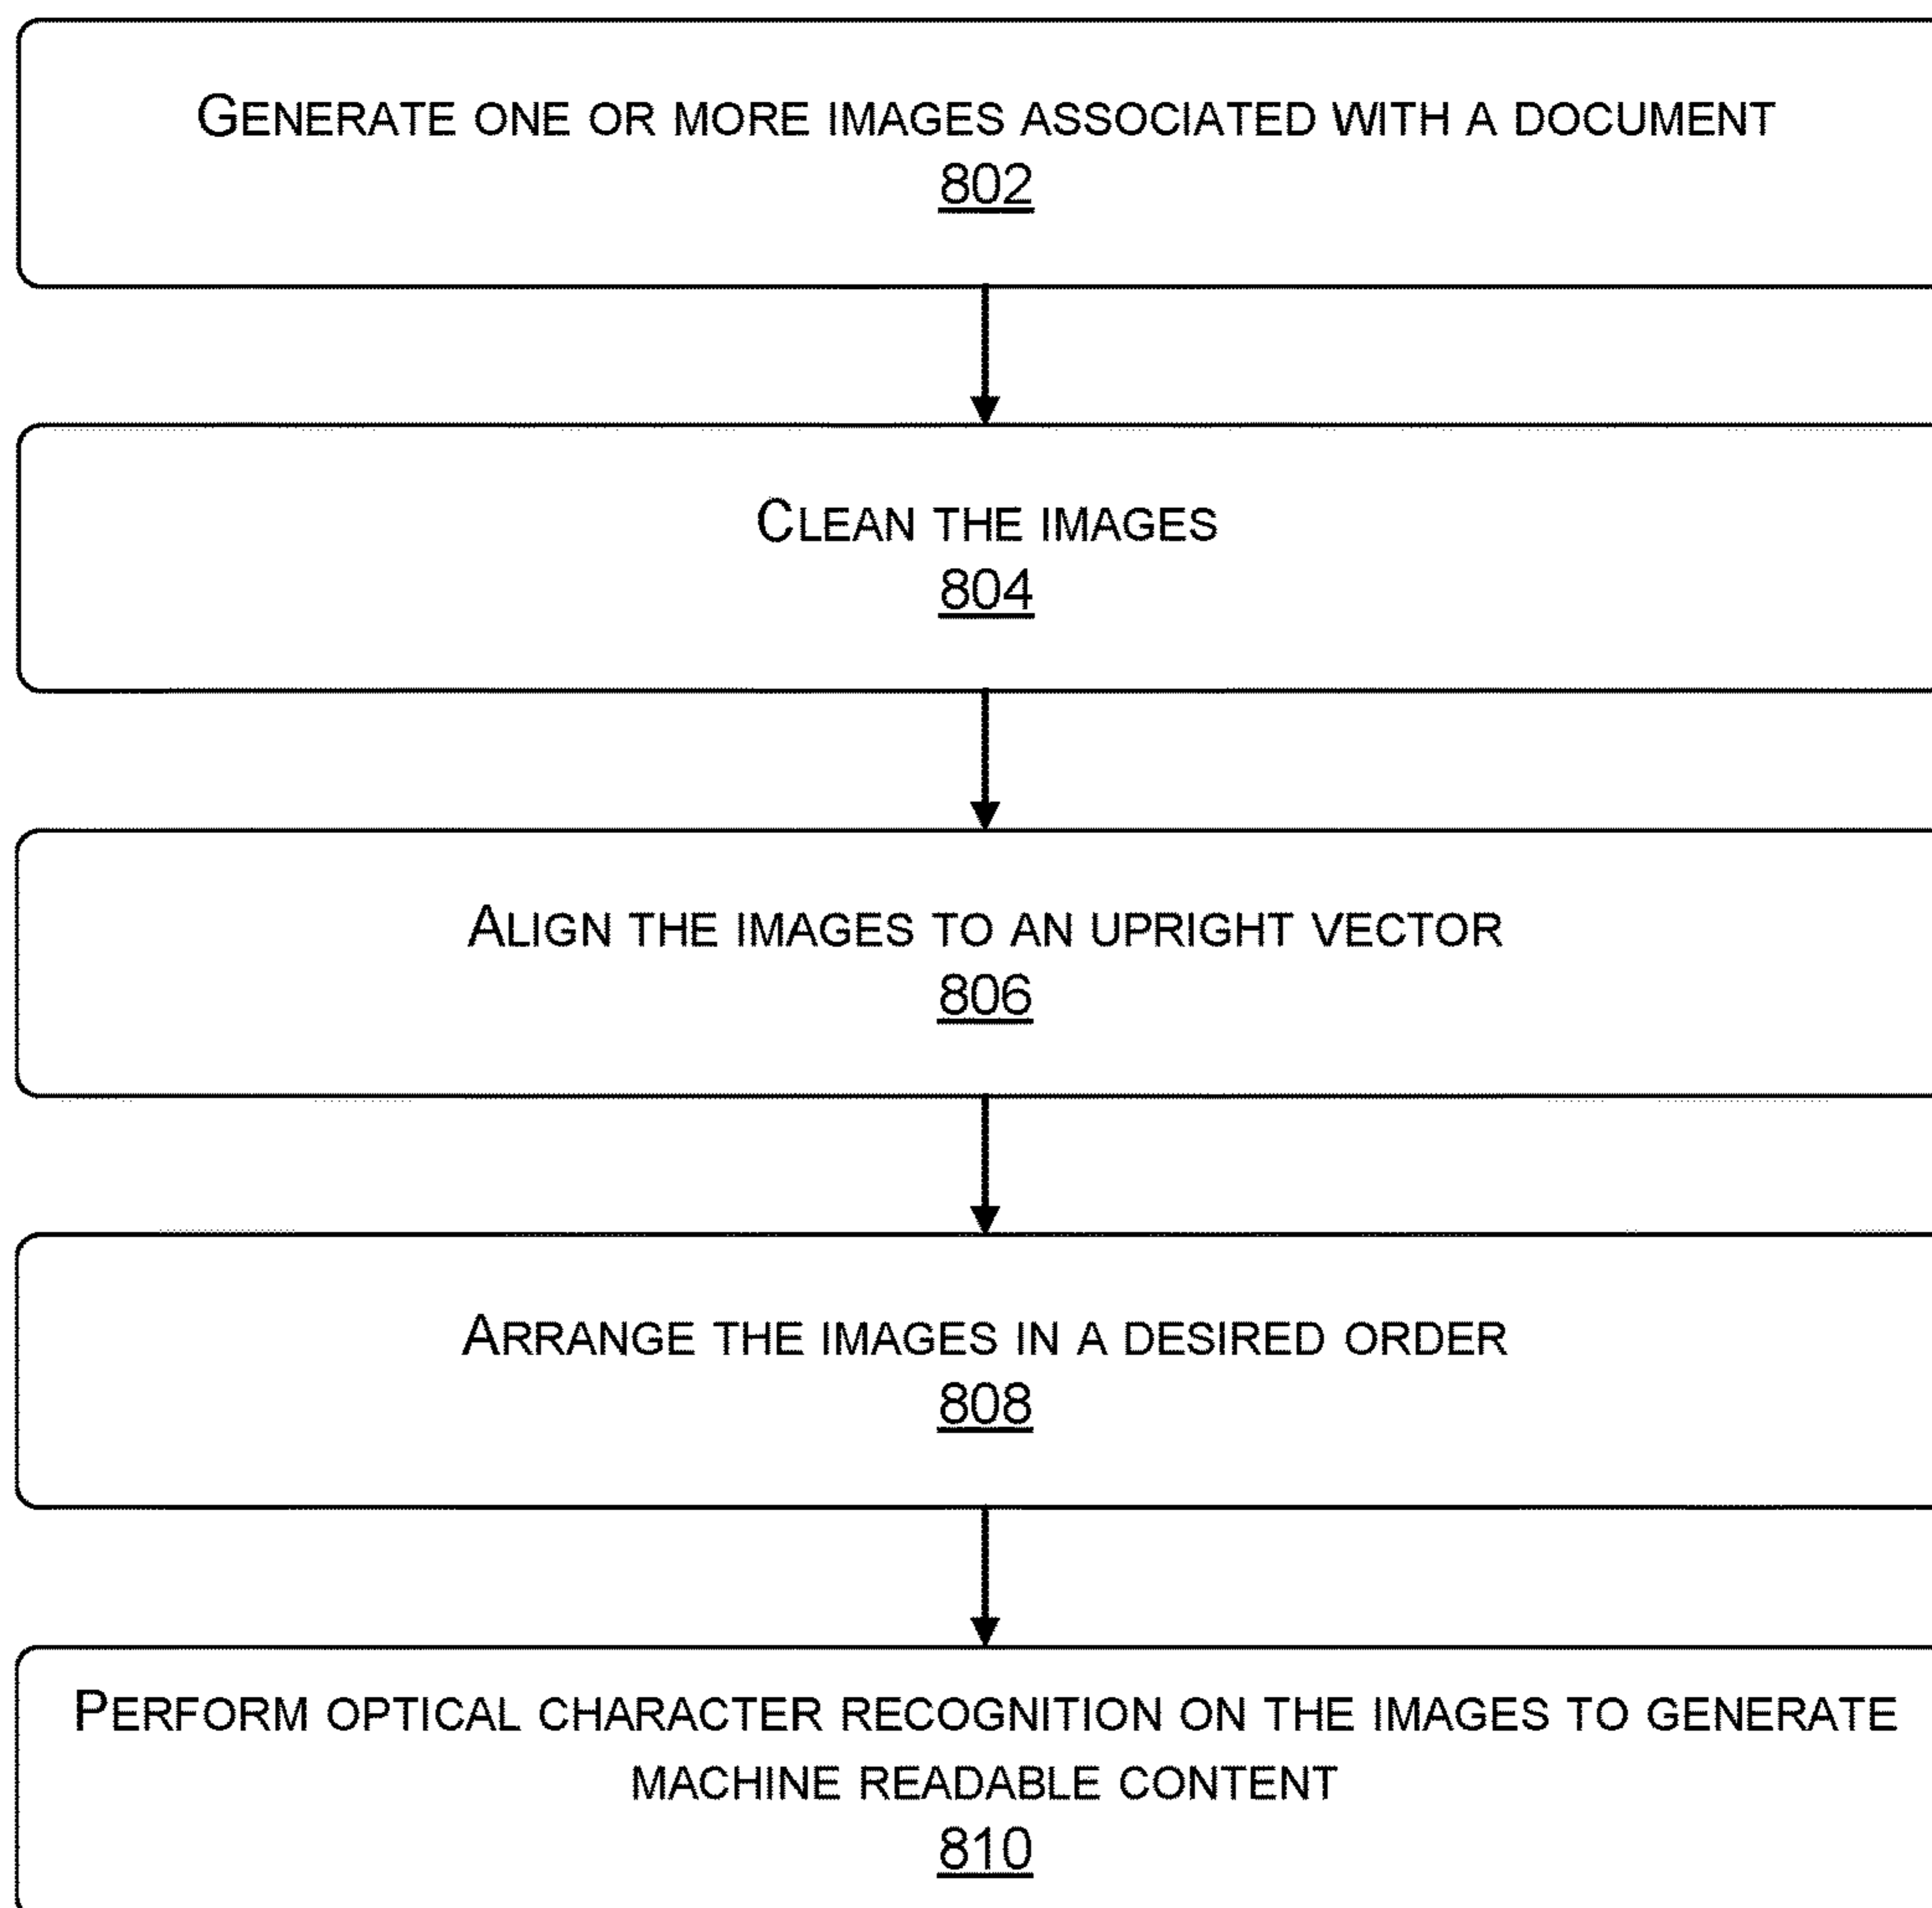 GENERATE ONE OR MORE IMAGES ASSOCIATED WITH A DOCUMENT
802
CLEAN THE IMAGES
804
ALIGN THE IMAGES TO AN UPRIGHT VECTOR
806
ARRANGE THE IMAGES IN A DESIRED ORDER
808
PERFORM OPTICAL CHARACTER RECOGNITION ON THE IMAGES TO GENERATE
MACHINE READABLE CONTENT
810